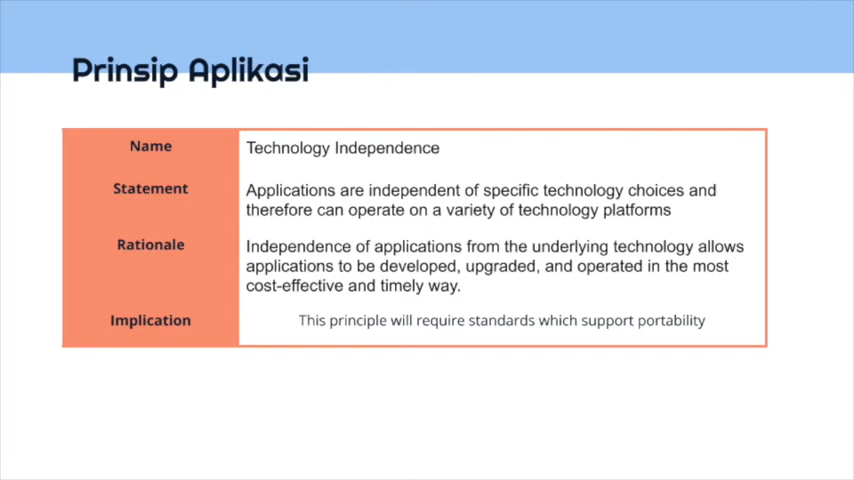 Prinsip Aplikasi
Name
Technology Independence
Statement
Applications are independent of specific technology choices and
therefore can operate on a variety of technology platforms
Rationale
Independence of applications from the underlying technology allows
applications to be developed, upgraded, and operated in the most
cost-effective and timely way.
Implication
This principle will require standards which support portability